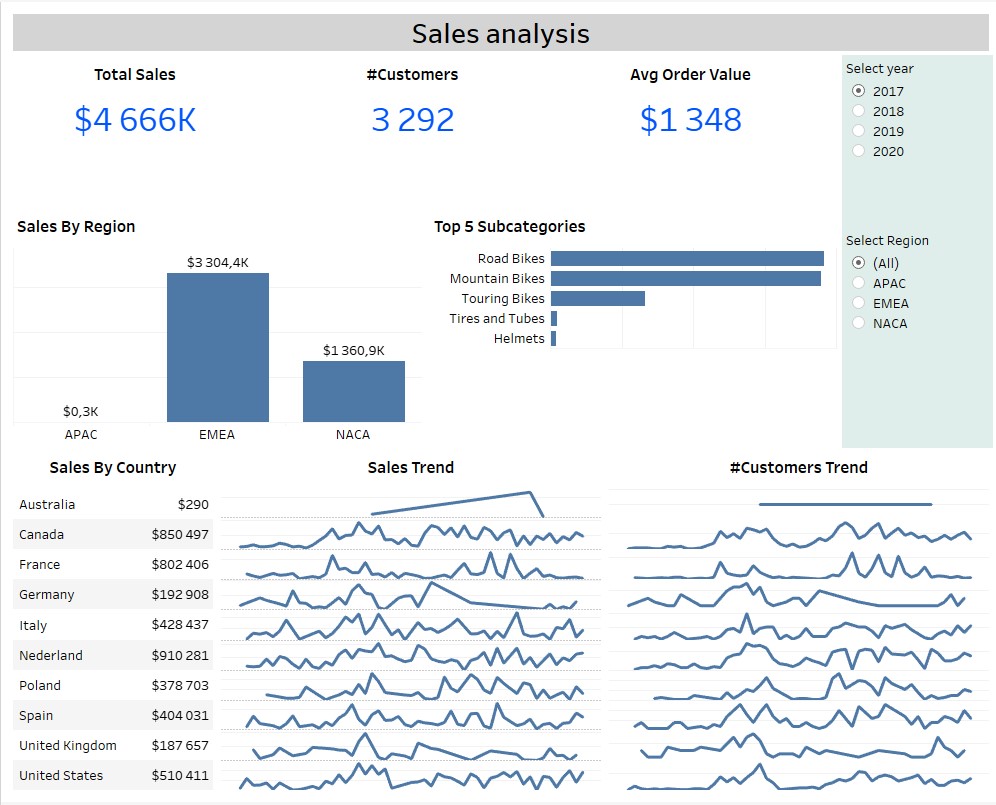 Sales analysis
Total Sales
$4 666K
#Customers
3 292
Avg Order Value
$1 348
Select year
2017
2018
2019
2020
Select Region
(All)
APAC
EMEA
NACA
Sales By Region
$0,3K
$3 304,4K
$1 360,9K
APAC
EMEA
NACA
Top 5 Subcategories
Road Bikes
Mountain Bikes
Touring Bikes
Tires and Tubes
Helmets
Sales By Country
Sales Trend
#Customers Trend
Australia $290
Canada $850 497
France $802 406
Germany $192 908
Italy $428 437
Nederland $910 281
Poland $378 703
Spain $404 031
United Kingdom $187 657
United States $510 411